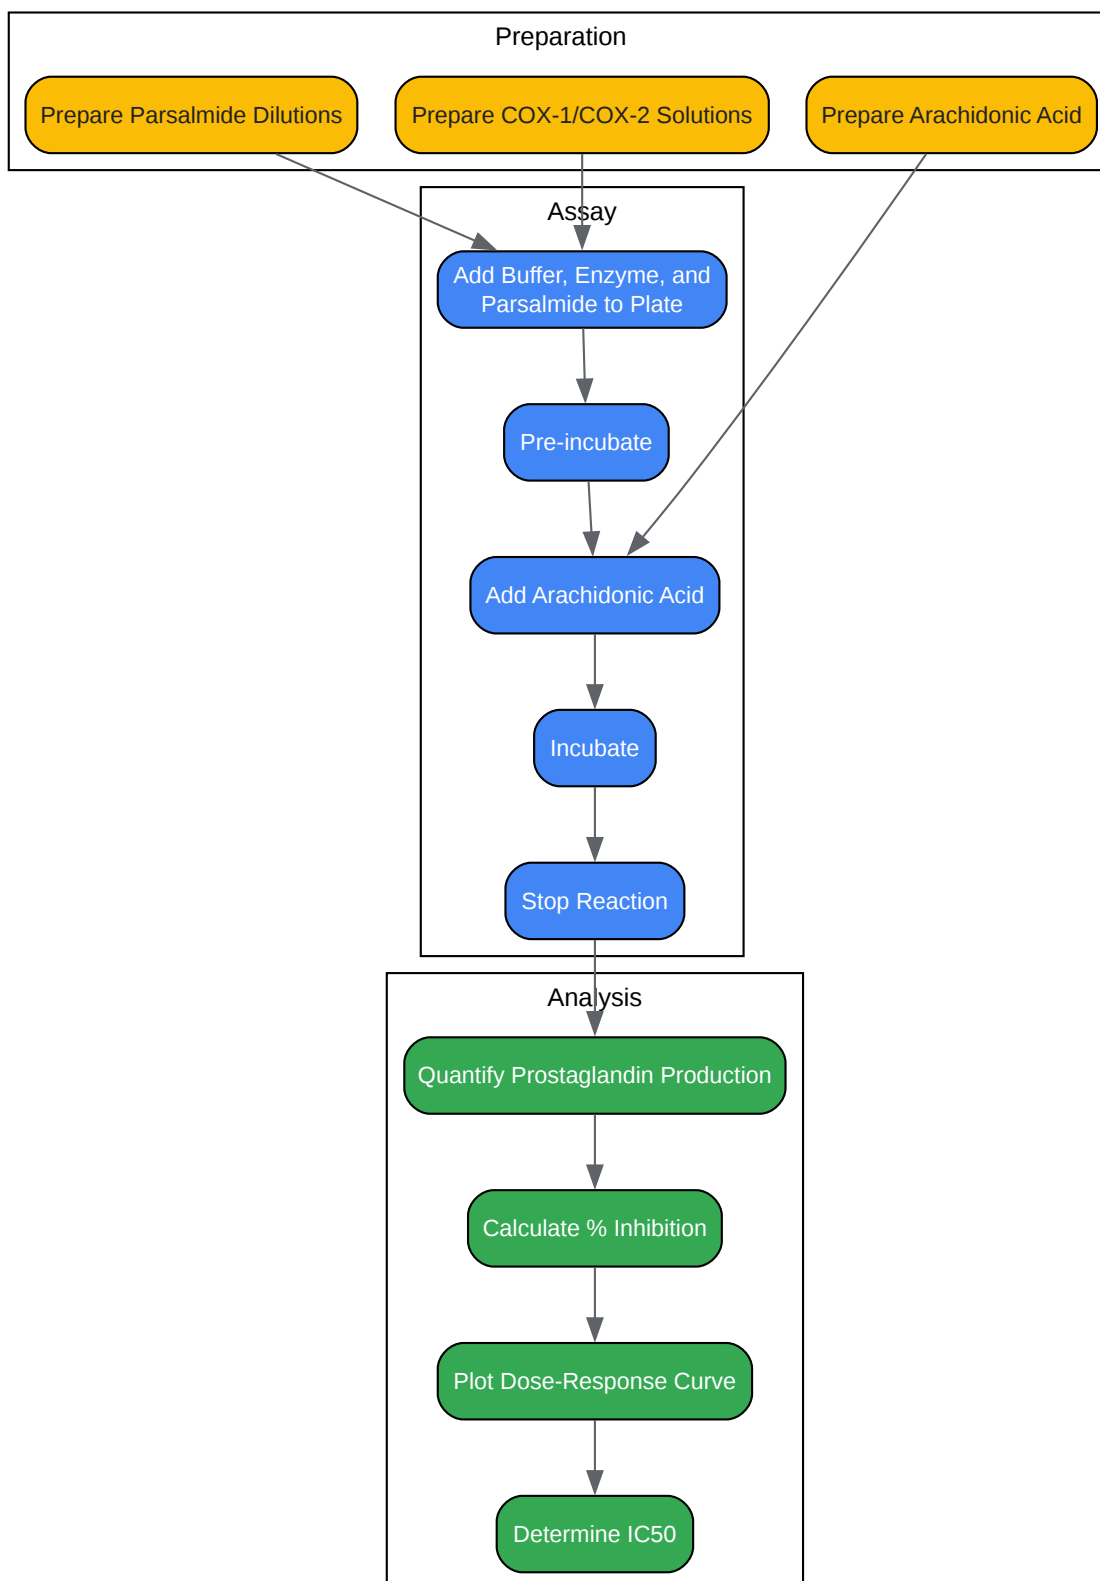 Preparation
Prepare Parsalmide Dilutions
Prepare COX-1/COX-2 Solutions
Prepare Arachidonic Acid
Assay
Add Buffer, Enzyme, and
Parsalmide to Plate
Pre-incubate
Add Arachidonic Acid
Incubate
Stop Reaction
Analysis
Quantify Prostaglandin Production
Calculate % Inhibition
Plot Dose-Response Curve
Determine IC50